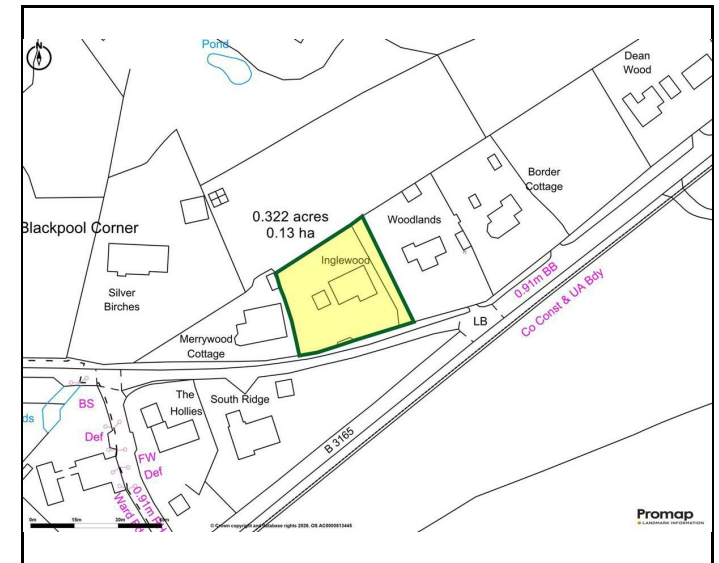 N
Pond
Dean
Wood
0.322 acres
0.13 ha
Border
Cottage
Woodlands
Blackpool Corner
Inglewood
Silver
Birches
0.91m BB
Co Const & UA Bdy
LB
Merrywood
Cottage
The
Hollies
South Ridge
BS
ds
Def
FW
Def
B 3165
0.91m
Ward
0m
15m
30m
© Crown copyright and database rights 2026. OS AC0000813445
Promap
LANDMARK INFORMATION